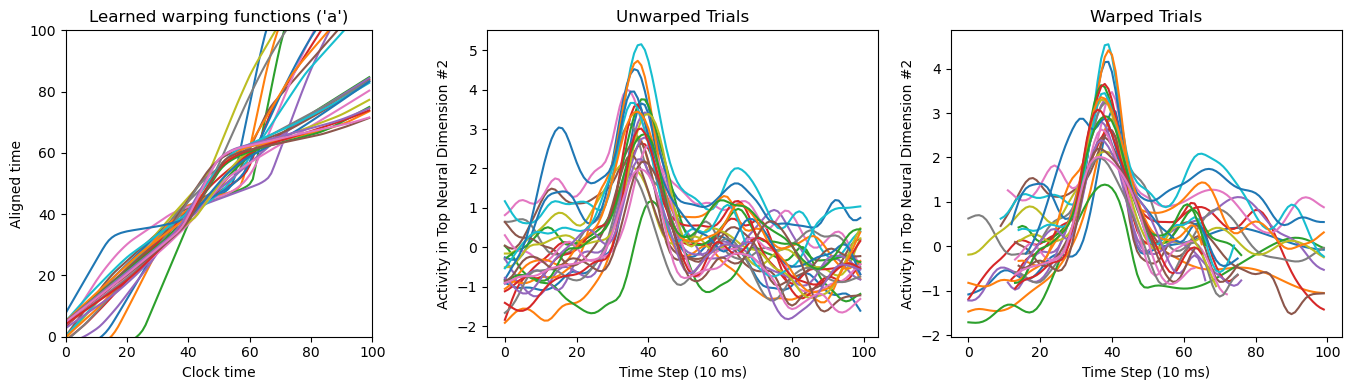 Learned warping functions ('a')
Aligned time
100
80
60
40
20
0
0 20 40 60 80 100
Clock time
Unwarped Trials
Activity in Top Neural Dimension #2
5
4
3
2
1
0
−1
−2
0 20 40 60 80 100
Time Step (10 ms)
Warped Trials
Activity in Top Neural Dimension #2
4
3
2
1
0
−1
−2
0 20 40 60 80 100
Time Step (10 ms)